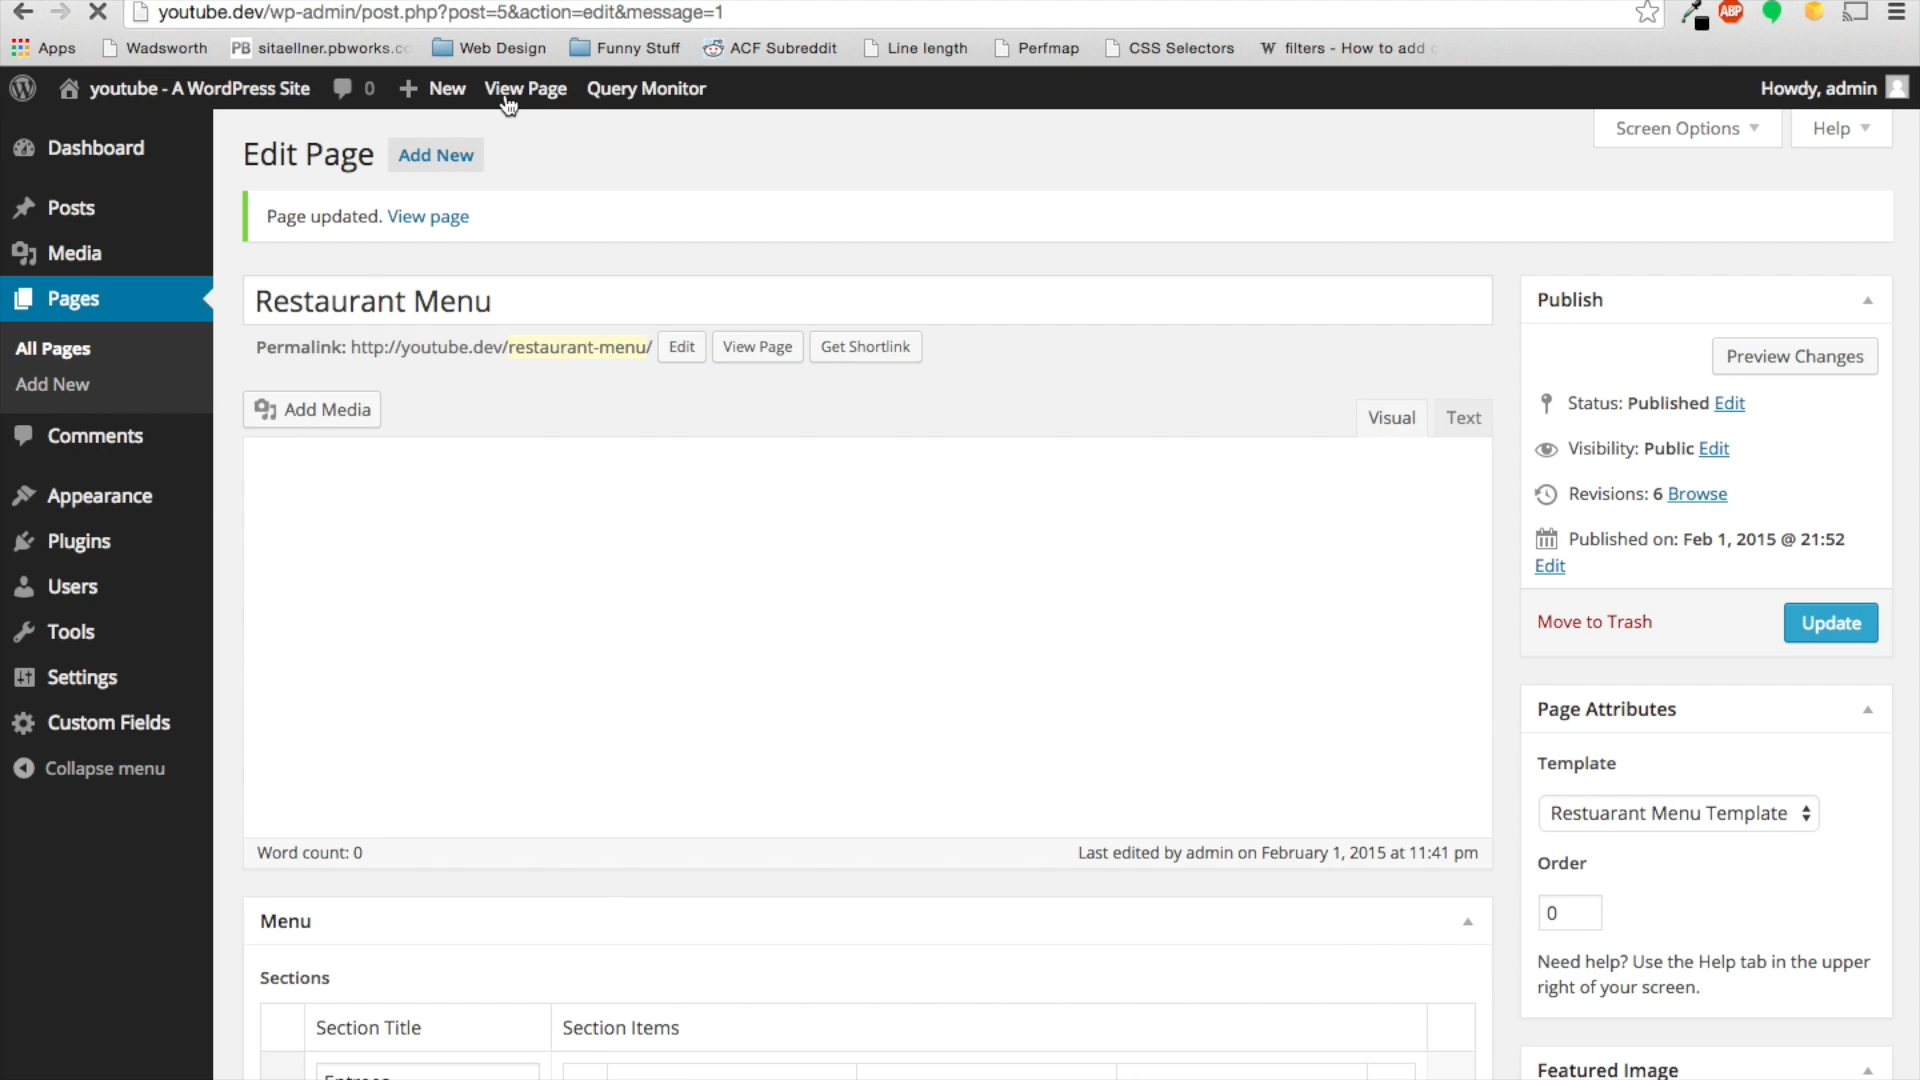 youtube.dev/wp-admin/post.php?post=5&action=edit&message=1
ABP
Apps Wadsworth PB sitaellner.pbworks.co Web Design Funny Stuff ACF Subreddit Line length Perfmap CSS Selectors W filters - How to add
youtube - A WordPress Site 0 + New View Page Query Monitor Howdy, admin
Screen Options Help
Dashboard
Posts
Media
Pages
All Pages
Add New
Comments
Appearance
Plugins
Users
Tools
Settings
Custom Fields
Collapse menu
Edit Page Add New
Page updated. View page
Restaurant Menu
Permalink: http://youtube.dev/restaurant-menu/ Edit View Page Get Shortlink
Add Media
Visual Text
Word count: 0 Last edited by admin on February 1, 2015 at 11:41 pm
Menu
Sections
Section Title Section Items
Entrees
Publish
Preview Changes
Status: Published Edit
Visibility: Public Edit
Revisions: 6 Browse
Published on: Feb 1, 2015 @ 21:52
Edit
Move to Trash Update
Page Attributes
Template
Restuarant Menu Template
Order
0
Need help? Use the Help tab in the upper
right of your screen.
Featured Image